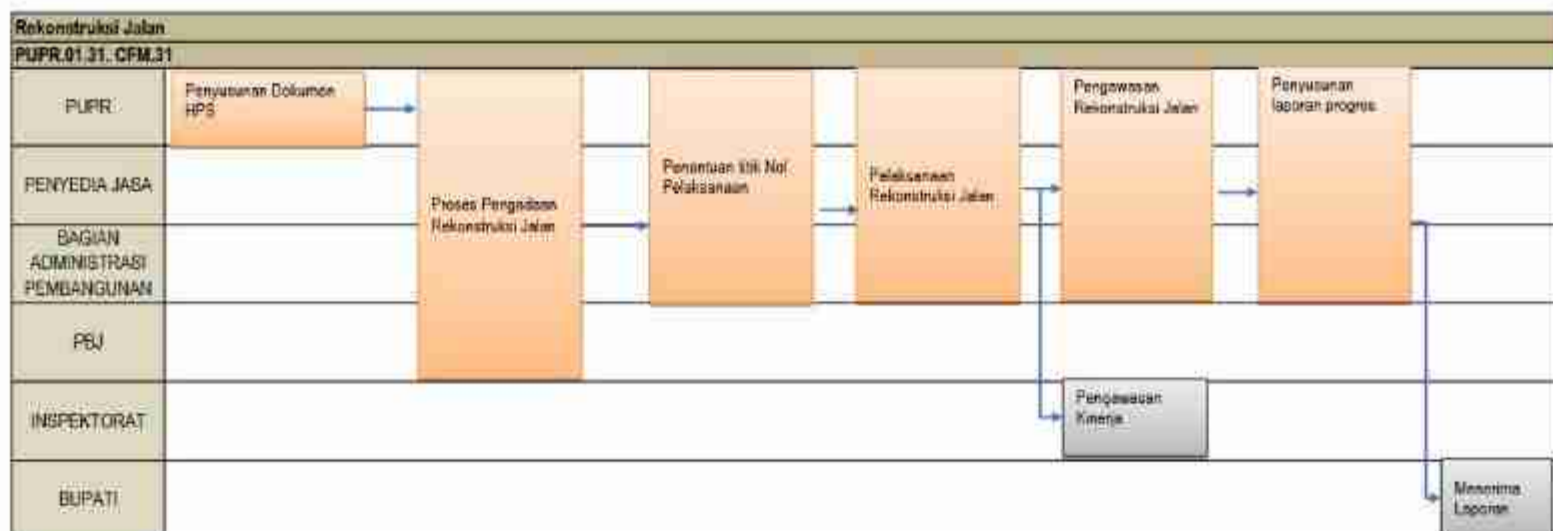 Rekonstruksi Jalan
PUPR.01.31. CFM.31
PUPR
Penyusunan Dokumen
HPS
Pengawasan
Rekonstruksi Jalan
Penyusunan
laporan progres
PENYEDIA JASA
Proses Pengadaan
Rekonstruksi Jalan
Penentuan titik Nol
Pelaksanaan
Pelaksanaan
Rekonstruksi Jalan
BAGIAN
ADMINISTRASI
PEMBANGUNAN
PBJ
INSPEKTORAT
Pengawasan
Kinerja
BUPATI
Menerima
Laporan